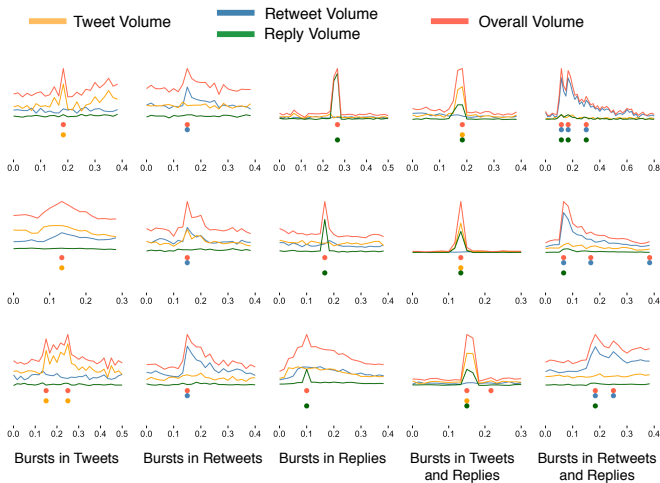 Tweet Volume
Retweet Volume
Reply Volume
Overall Volume
0.0 0.1 0.2 0.3 0.4 0.5
0.0 0.1 0.2 0.3 0.4
0.0 0.1 0.2 0.3 0.4 0.5
0.0 0.1 0.2 0.3 0.4
0.0 0.2 0.4 0.6 0.8
0.0 0.1 0.2 0.3
0.0 0.1 0.2 0.3 0.4
0.0 0.1 0.2 0.3 0.4
0.0 0.1 0.2 0.3
0.0 0.1 0.2 0.3 0.4
0.0 0.1 0.2 0.3 0.4 0.5
0.0 0.1 0.2 0.3 0.4
0.0 0.1 0.2 0.3 0.4
0.0 0.1 0.2 0.3
0.0 0.1 0.2 0.3 0.4
Bursts in Tweets
Bursts in Retweets
Bursts in Replies
Bursts in Tweets
and Replies
Bursts in Retweets
and Replies